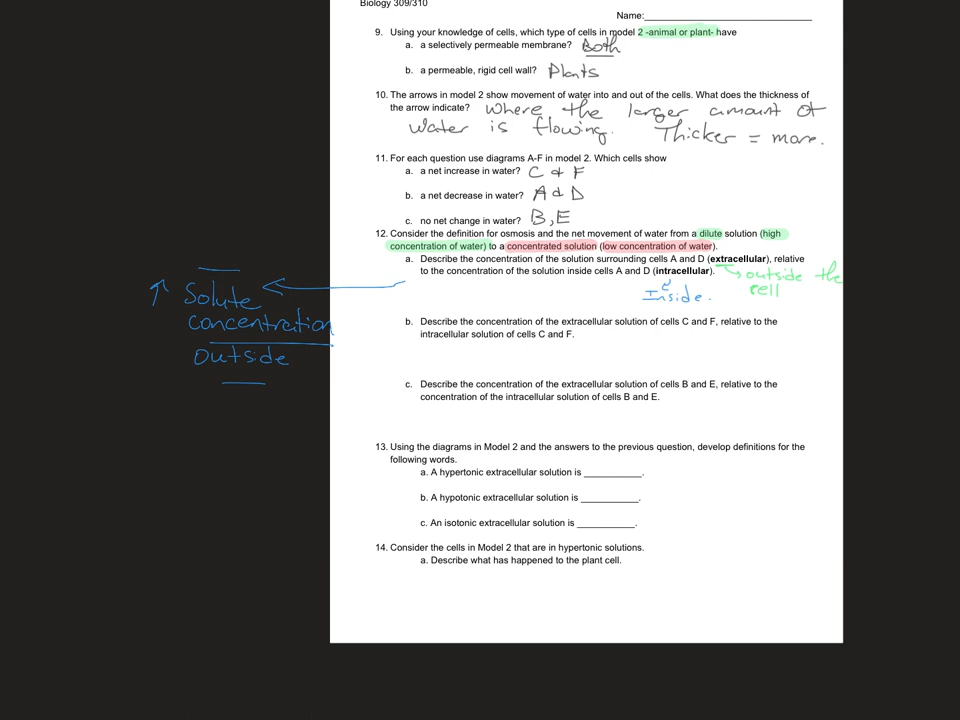 Biology 309/310
Name:
9. Using your knowledge of cells, which type of cells in model 2 -animal or plant- have
a. a selectively permeable membrane? Both
b. a permeable, rigid cell wall? Plants
10. The arrows in model 2 show movement of water into and out of the cells. What does the thickness of
the arrow indicate? Where the larger amount of
water is flowing. Thicker = more.
11. For each question use diagrams A-F in model 2. Which cells show
a. a net increase in water? C & F
b. a net decrease in water? A & D
c. no net change in water? B, E
12. Consider the definition for osmosis and the net movement of water from a dilute solution (high
concentration of water) to a concentrated solution (low concentration of water).
a. Describe the concentration of the solution surrounding cells A and D (extracellular), relative
to the concentration of the solution inside cells A and D (intracellular).
outside the
cell
Inside.
↑ Solute
concentration
outside
b. Describe the concentration of the extracellular solution of cells C and F, relative to the
intracellular solution of cells C and F.
c. Describe the concentration of the extracellular solution of cells B and E, relative to the
concentration of the intracellular solution of cells B and E.
13. Using the diagrams in Model 2 and the answers to the previous question, develop definitions for the
following words.
a. A hypertonic extracellular solution is ___________.
b. A hypotonic extracellular solution is ___________.
c. An isotonic extracellular solution is ___________.
14. Consider the cells in Model 2 that are in hypertonic solutions.
a. Describe what has happened to the plant cell.